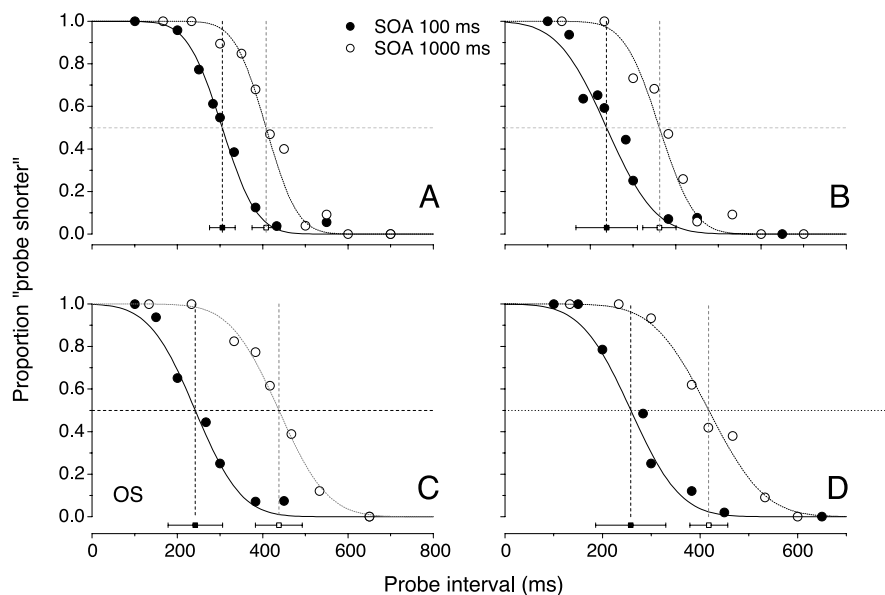 1.0
SOA 100 ms
SOA 1000 ms
0.8
0.6
0.4
0.2
0.0
A
B
Proportion "probe shorter"
1.0
0.8
0.6
0.4
0.2
0.0
OS
C
D
0 200 400 600 800
0 200 400 600
Probe interval (ms)